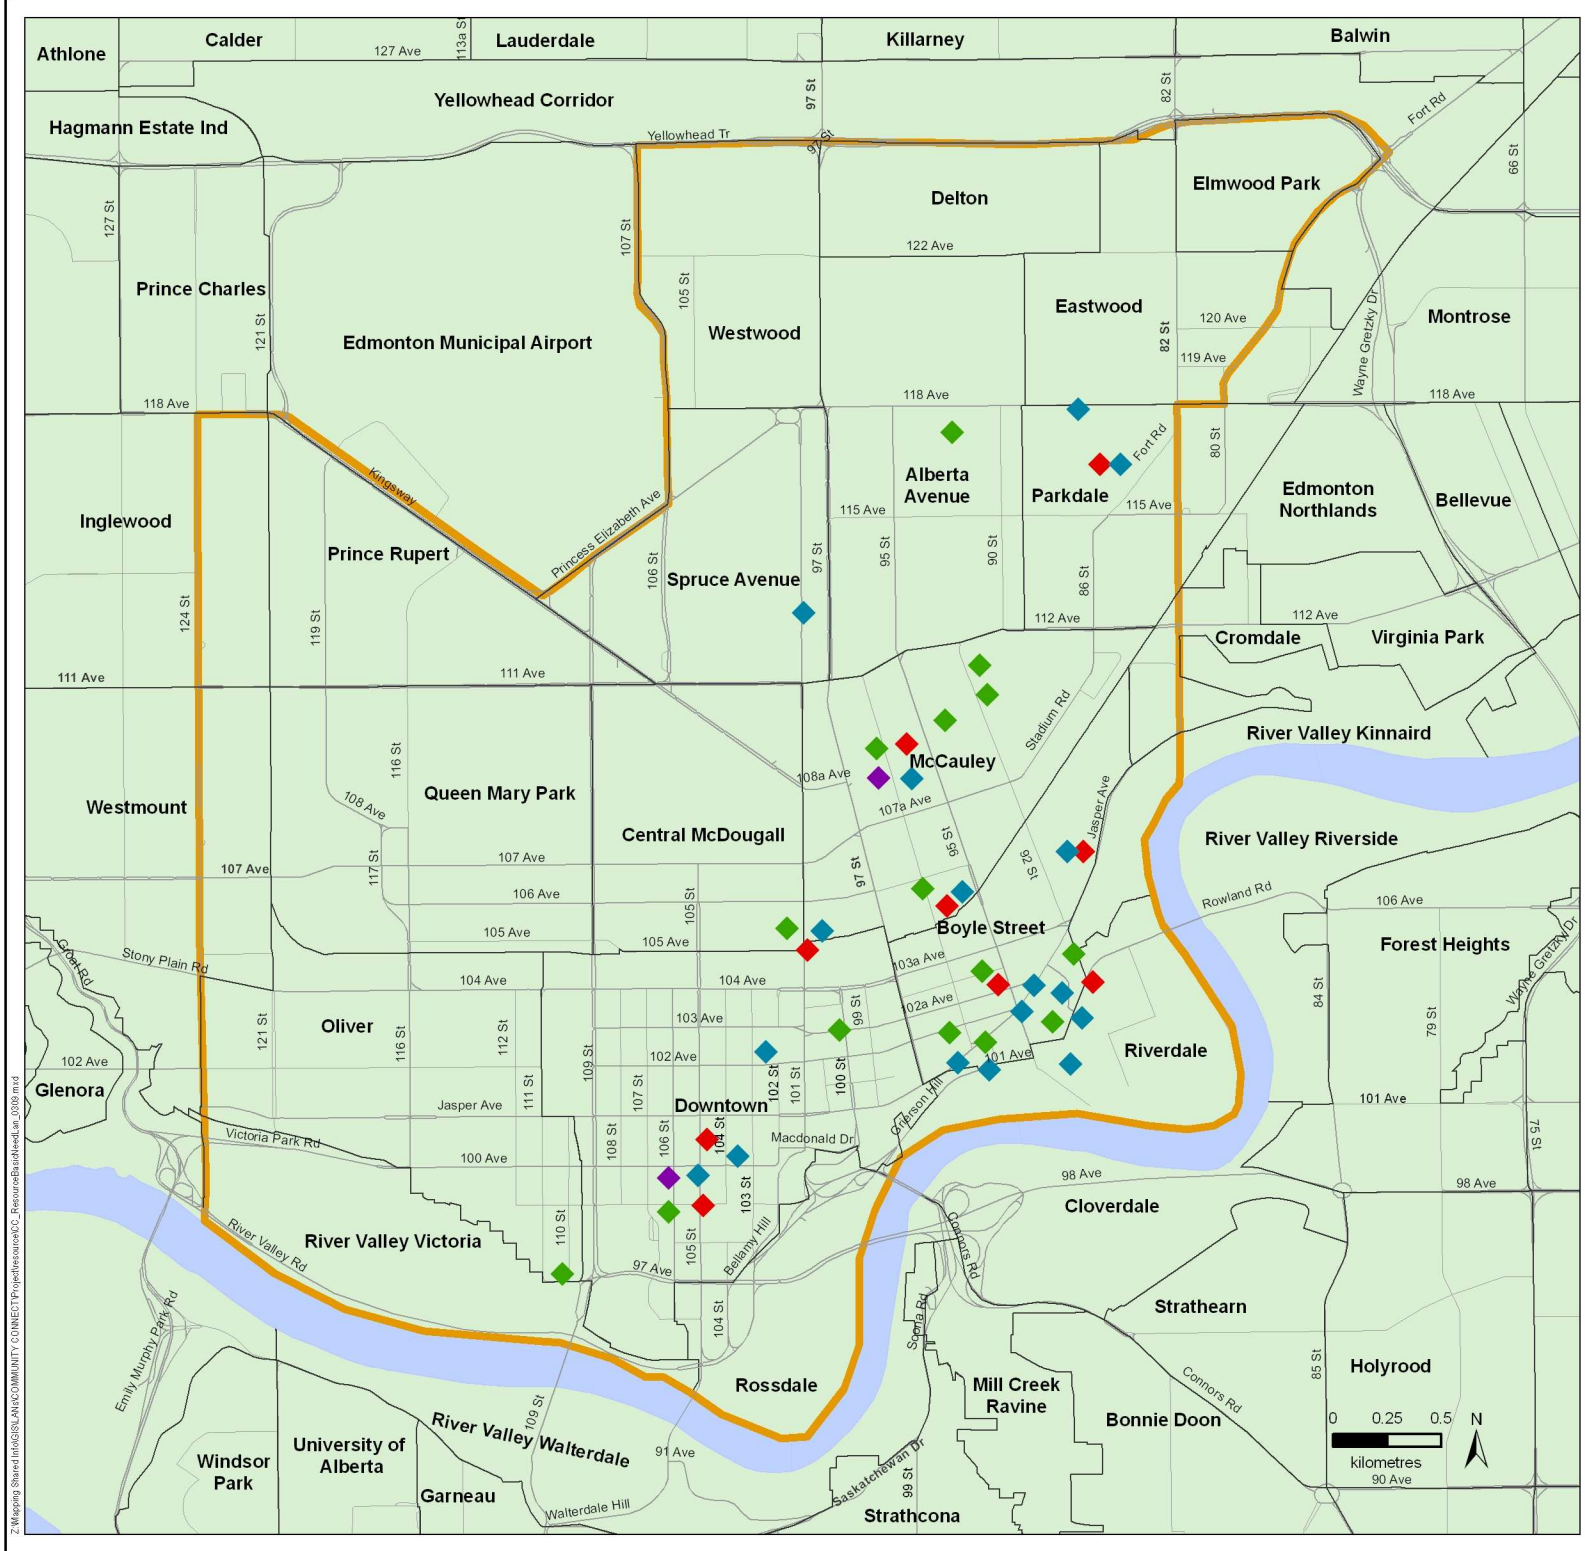 Athlone
Calder
127 Ave
113a St
Lauderdale
Killarney
Balwin
Yellowhead Corridor
97 St
82 St
Fort Rd
Hagmann Estate Ind
Yellowhead Tr
97 St
66 St
127 St
107 St
Delton
Elmwood Park
122 Ave
Prince Charles
121 St
Edmonton Municipal Airport
105 St
Westwood
Eastwood
82 St
120 Ave
119 Ave
Wayne Gretzky Dr
Montrose
118 Ave
118 Ave
118 Ave
Kingsway
Alberta
Avenue
Parkdale
Fort Rd
80 St
Edmonton
Northlands
Bellevue
Inglewood
Prince Rupert
Princess Elizabeth Ave
115 Ave
115 Ave
106 St
Spruce Avenue
97 St
95 St
90 St
86 St
124 St
119 St
112 Ave
112 Ave
Cromdale
Virginia Park
111 Ave
111 Ave
Stadium Rd
River Valley Kinnaird
116 St
108a Ave
McCauley
Westmount
108 Ave
Queen Mary Park
107a Ave
Jasper Ave
Central McDougall
95 St
River Valley Riverside
117 St
107 Ave
107 Ave
97 St
92 St
106 Ave
105 St
Rowland Rd
106 Ave
Boyle Street
105 Ave
105 Ave
Forest Heights
Groat Rd
Stony Plain Rd
103a Ave
Wayne Gretzky Dr
104 Ave
104 Ave
84 St
99 St
102a Ave
121 St
Oliver
116 St
112 St
103 Ave
79 St
102 Ave
109 St
102 Ave
101 Ave
Riverdale
Glenora
111 St
107 St
102 St
101 St
100 St
Jasper Ave
Downtown
Grierson Hill
101 Ave
Victoria Park Rd
108 St
106 St
104 St
Macdonald Dr
75 St
100 Ave
98 Ave
98 Ave
103 St
Cloverdale
River Valley Rd
River Valley Victoria
110 St
105 St
Bellamy Hill
Connors Rd
97 Ave
Emily Murphy Park Rd
104 St
Scona Rd
Strathearn
Rossdale
Mill Creek
Ravine
Connors Rd
85 St
Holyrood
109 St
Bonnie Doon
0 0.25 0.5 N
kilometres
River Valley Walterdale
91 Ave
University of
Alberta
Windsor
Park
Saskatchewan Dr
99 St
90 Ave
Garneau
Walterdale Hill
Strathcona